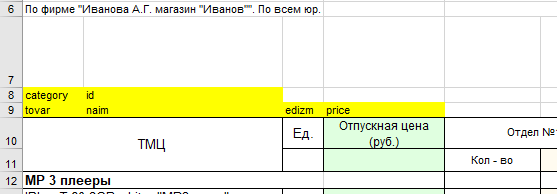 6 По фирме "Иванова А.Г. магазин "Иванов"". По всем юр.
7
8 category id
9 tovar naim edizm price
10 ТМЦ Ед. Отпускная цена (руб.) Отдел №
11 Кол - во
12 MP 3 плееры